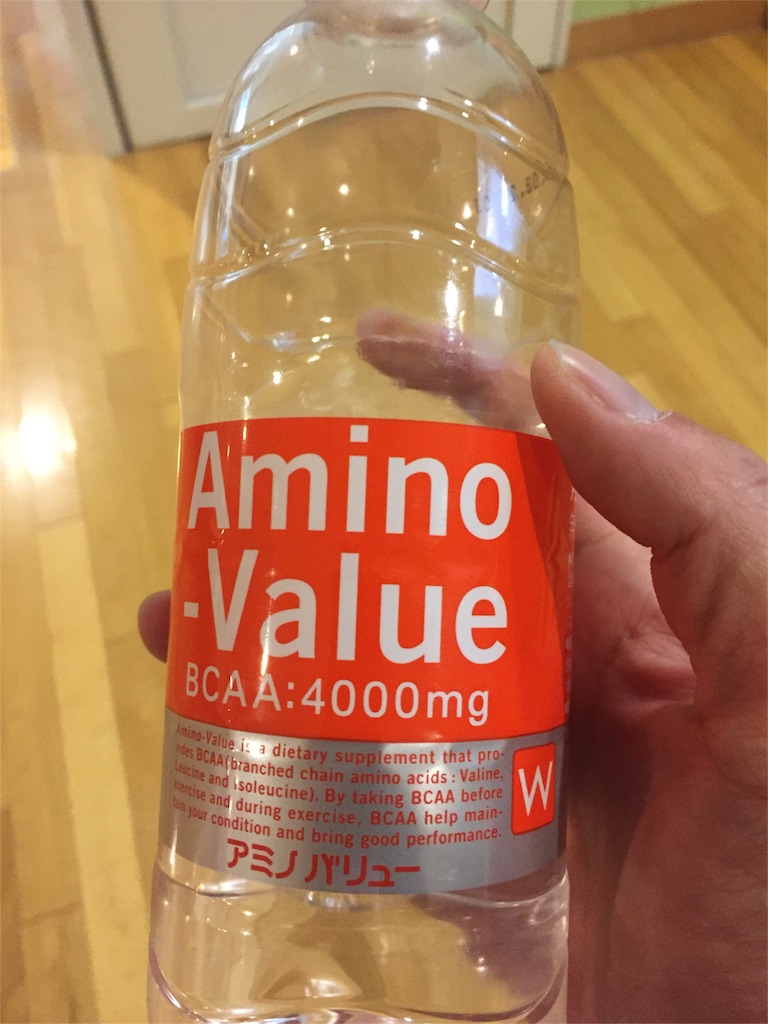 Amino
-Value
BCAA:4000mg
Amino-Value is a dietary supplement that pro-
vides BCAA(branched chain amino acids : Valine,
Leucine and Isoleucine). By taking BCAA before
exercise and during exercise, BCAA help main-
tain your condition and bring good performance.
W
アミノバリュー